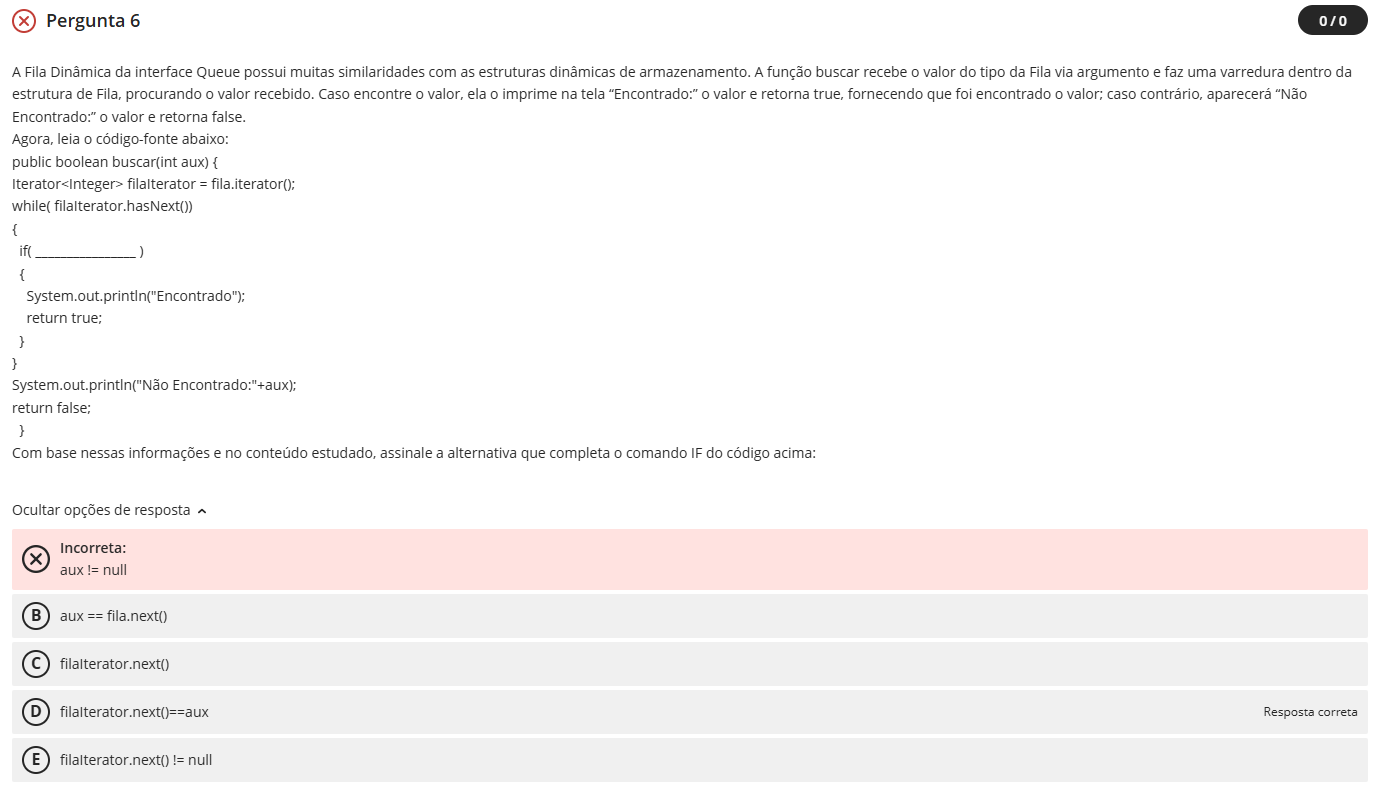 Pergunta 6
0 / 0
A Fila Dinâmica da interface Queue possui muitas similaridades com as estruturas dinâmicas de armazenamento. A função buscar recebe o valor do tipo da Fila via argumento e faz uma varredura dentro da
estrutura de Fila, procurando o valor recebido. Caso encontre o valor, ela o imprime na tela “Encontrado:” o valor e retorna true, fornecendo que foi encontrado o valor; caso contrário, aparecerá “Não
Encontrado:” o valor e retorna false.
Agora, leia o código-fonte abaixo:
public boolean buscar(int aux) {
Iterator<Integer> filaIterator = fila.iterator();
while( filaIterator.hasNext())
{
if( _______________ )
{
System.out.println("Encontrado");
return true;
}
}
System.out.println("Não Encontrado:"+aux);
return false;
}
Com base nessas informações e no conteúdo estudado, assinale a alternativa que completa o comando IF do código acima:
Ocultar opções de resposta
Incorreta:
aux != null
B aux == fila.next()
C filaIterator.next()
D filaIterator.next()==aux Resposta correta
E filaIterator.next() != null